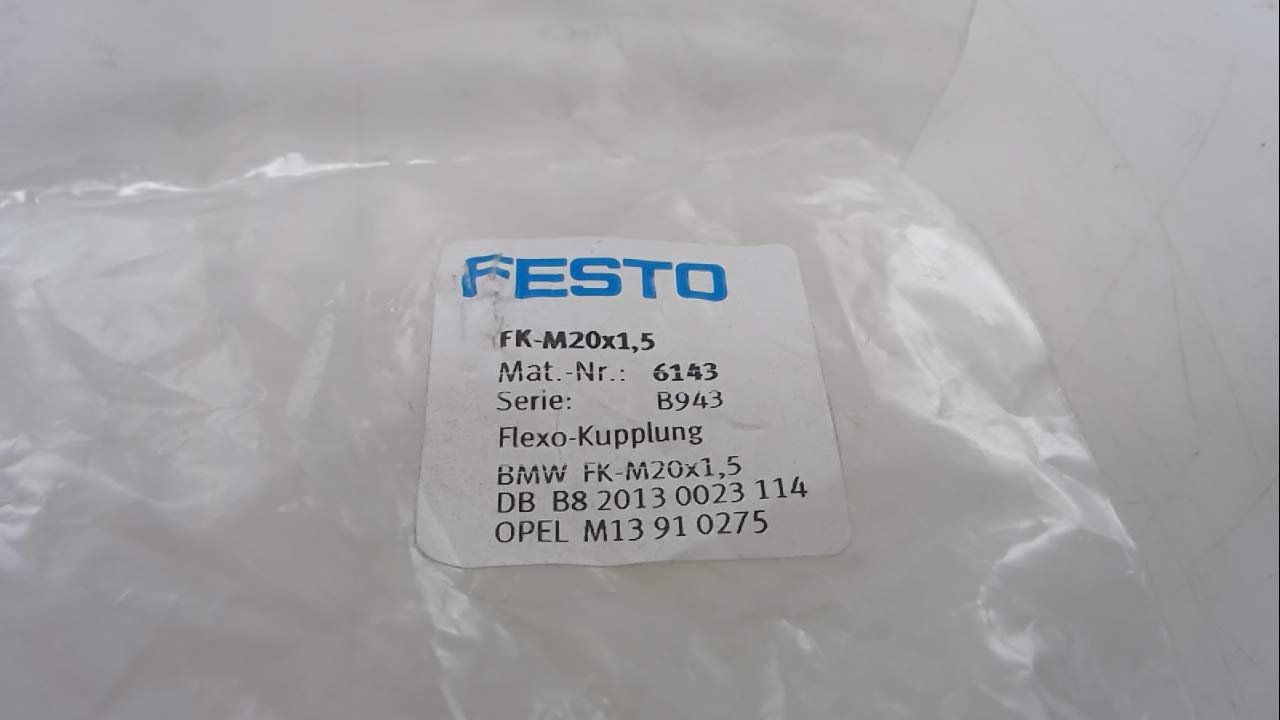 FESTO
FK-M20x1,5
Mat.-Nr.: 6143
Serie: B943
Flexo-Kupplung
BMW FK-M20x1,5
DB B8 2013 0023 114
OPEL M13 91 0275